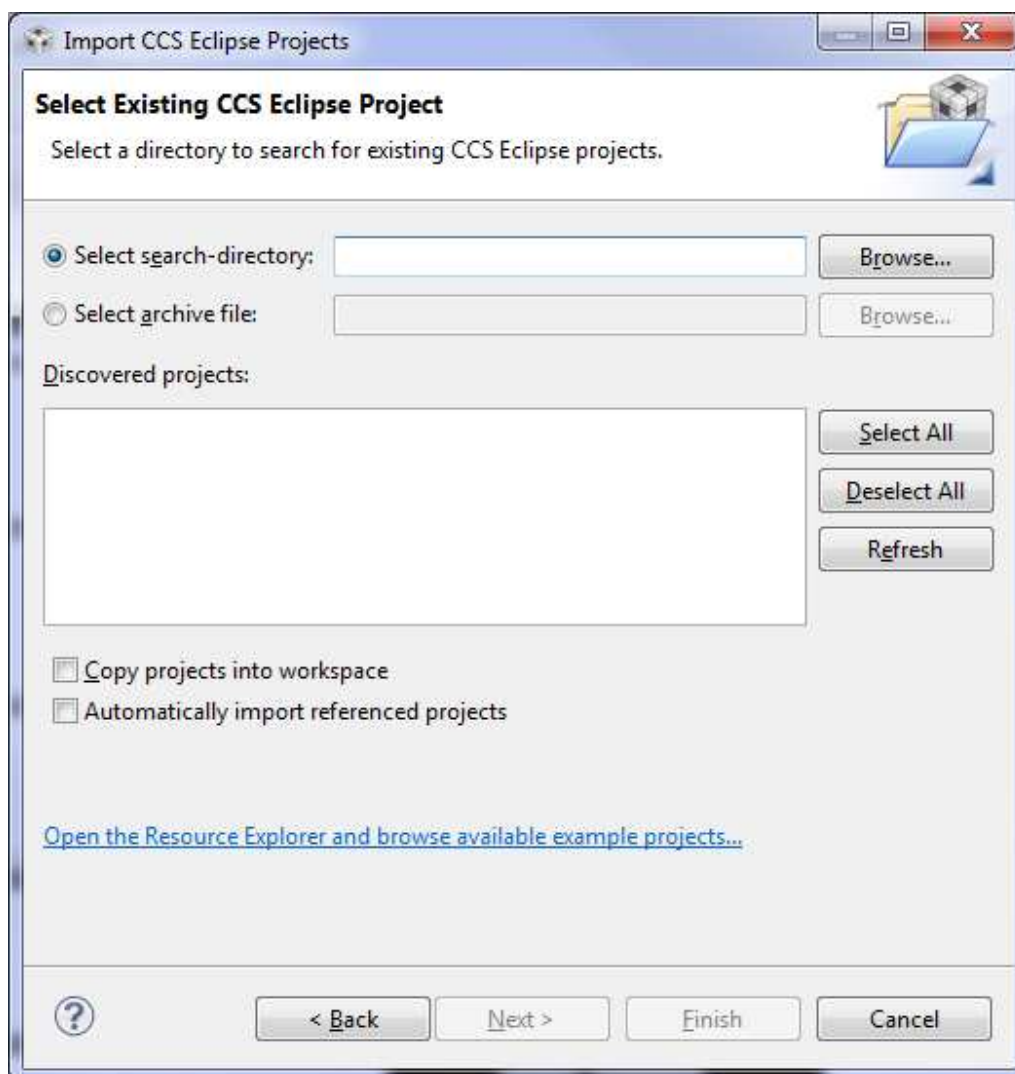 Import CCS Eclipse Projects
Select Existing CCS Eclipse Project
Select a directory to search for existing CCS Eclipse projects.
Select search-directory:
Browse...
Select archive file:
Browse...
Discovered projects:
Select All
Deselect All
Refresh
Copy projects into workspace
Automatically import referenced projects
Open the Resource Explorer and browse available example projects...
?
< Back
Next >
Finish
Cancel